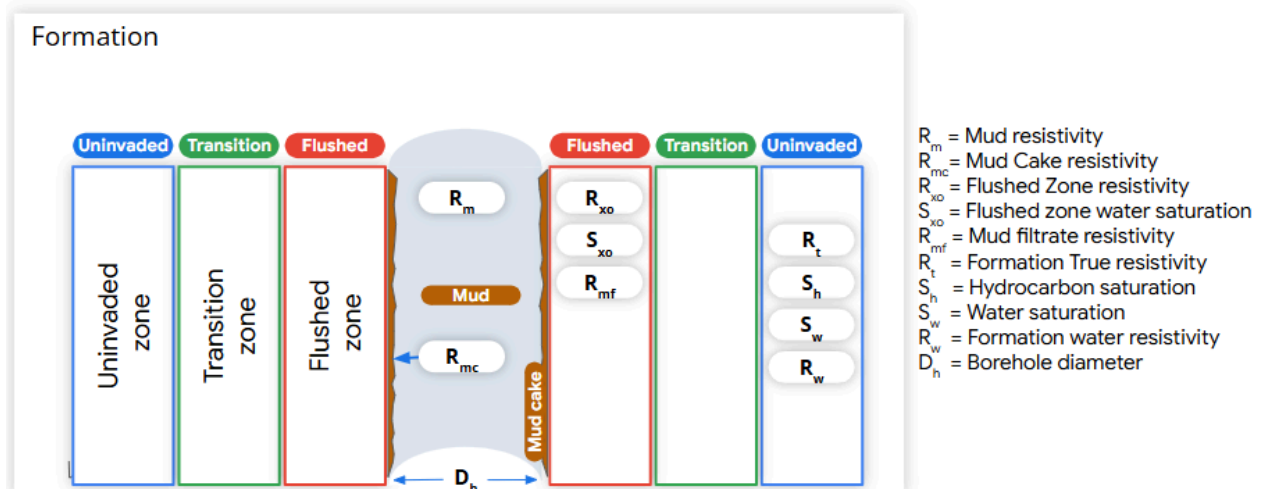 Formation
Uninvaded Transition Flushed Flushed Transition Uninvaded
Uninvaded
zone
Transition
zone
Flushed
zone
Rm
Mud
Rmc
Mud cake
Dh
Rxo
Sxo
Rmf
Rt
Sh
Sw
Rw
Rm = Mud resistivity
Rmc = Mud Cake resistivity
Rxo = Flushed Zone resistivity
Sxo = Flushed zone water saturation
Rmf = Mud filtrate resistivity
Rt = Formation True resistivity
Sh = Hydrocarbon saturation
Sw = Water saturation
Rw = Formation water resistivity
Dh = Borehole diameter